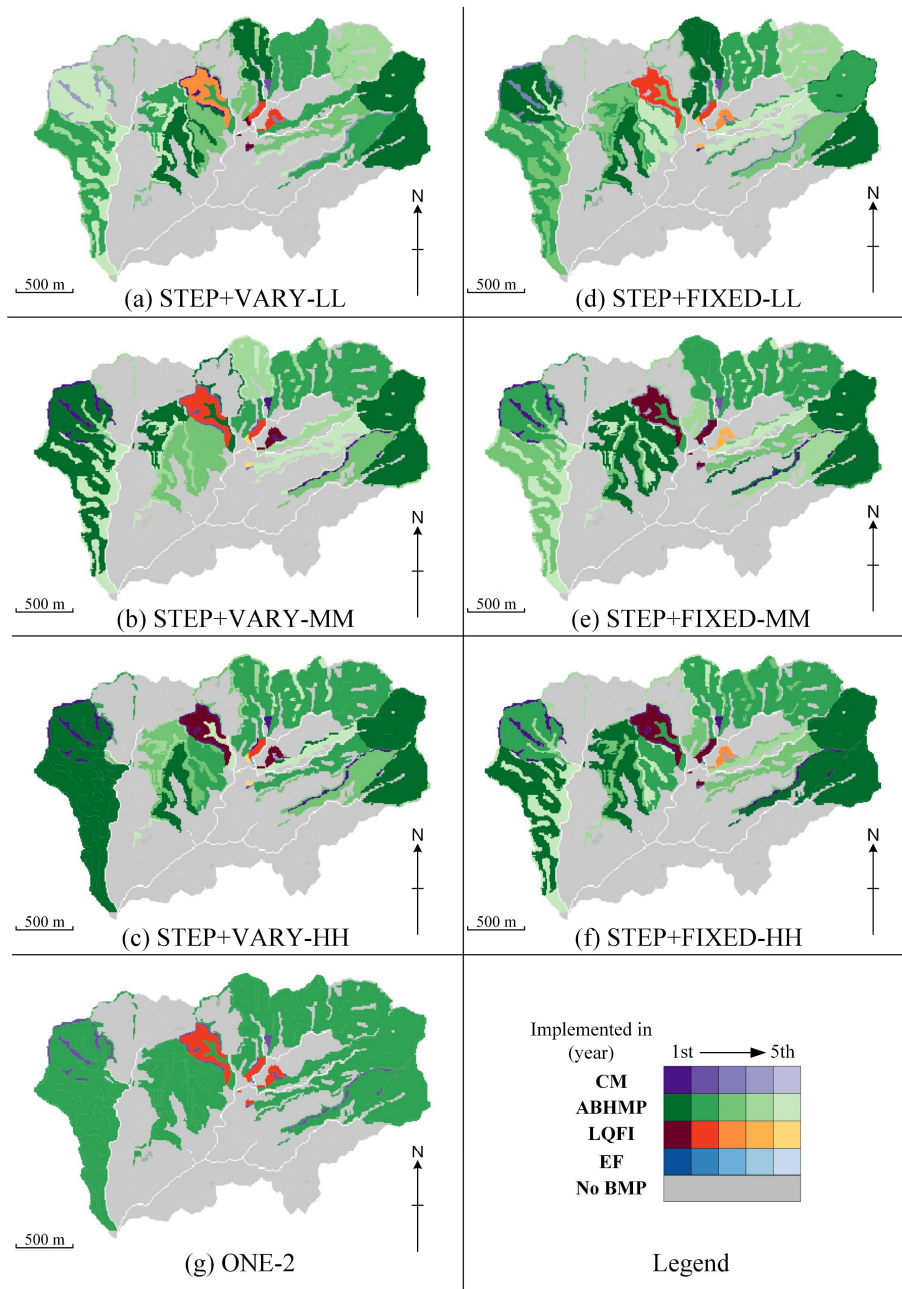 N
500 m
(a) STEP+VARY-LL
N
500 m
(d) STEP+FIXED-LL
N
500 m
(b) STEP+VARY-MM
N
500 m
(e) STEP+FIXED-MM
N
500 m
(c) STEP+VARY-HH
N
500 m
(f) STEP+FIXED-HH
N
500 m
(g) ONE-2
Implemented in
(year)
1st
5th
CM
ABHMP
LQFI
EF
No BMP
Legend